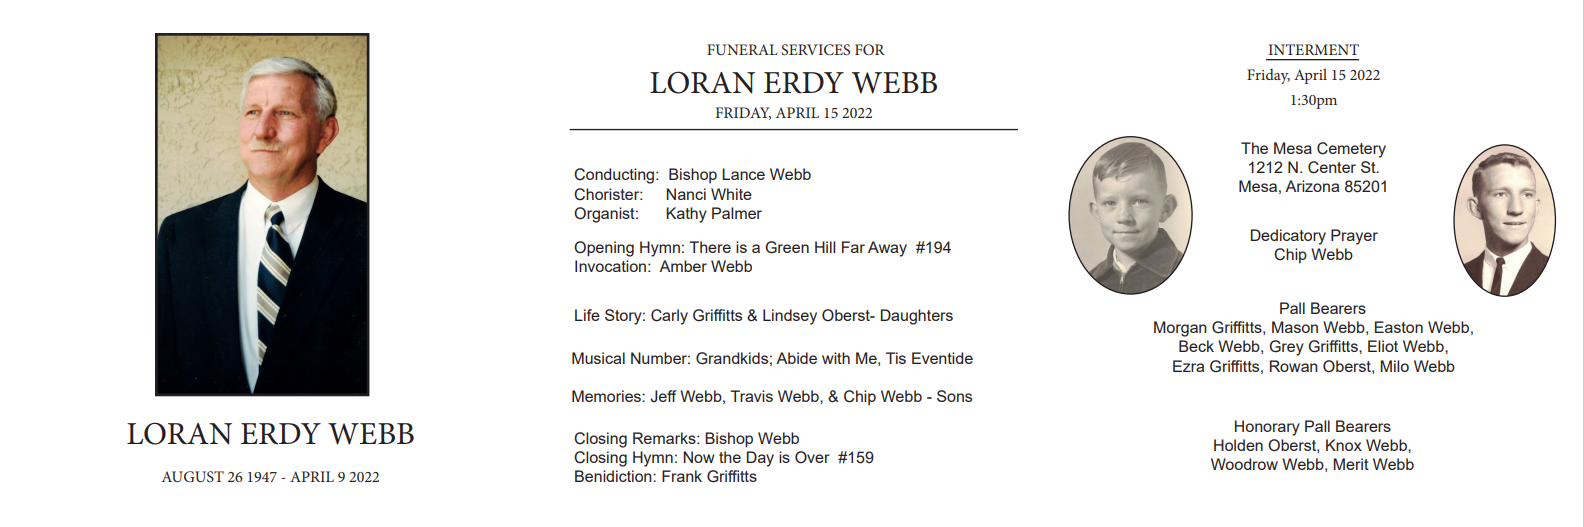 LORAN ERDY WEBB
AUGUST 26 1947 - APRIL 9 2022
FUNERAL SERVICES FOR
LORAN ERDY WEBB
FRIDAY, APRIL 15 2022
Conducting: Bishop Lance Webb
Chorister: Nanci White
Organist: Kathy Palmer
Opening Hymn: There is a Green Hill Far Away #194
Invocation: Amber Webb
Life Story: Carly Griffitts & Lindsey Oberst- Daughters
Musical Number: Grandkids; Abide with Me, Tis Eventide
Memories: Jeff Webb, Travis Webb, & Chip Webb - Sons
Closing Remarks: Bishop Webb
Closing Hymn: Now the Day is Over #159
Benidiction: Frank Griffitts
INTERMENT
Friday, April 15 2022
1:30pm
The Mesa Cemetery
1212 N. Center St.
Mesa, Arizona 85201
Dedicatory Prayer
Chip Webb
Pall Bearers
Morgan Griffitts, Mason Webb, Easton Webb,
Beck Webb, Grey Griffitts, Eliot Webb,
Ezra Griffitts, Rowan Oberst, Milo Webb
Honorary Pall Bearers
Holden Oberst, Knox Webb,
Woodrow Webb, Merit Webb